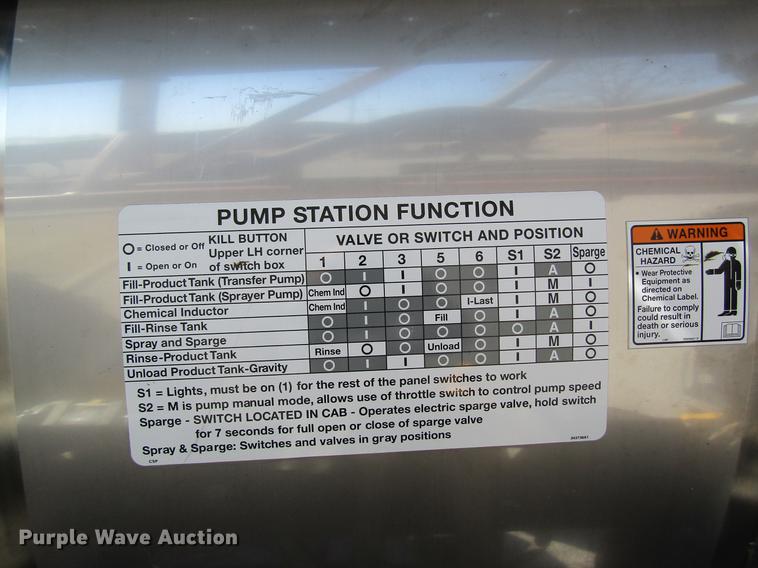 PUMP STATION FUNCTION
O = Closed or Off KILL BUTTON
I = Open or On Upper LH corner of switch box
VALVE OR SWITCH AND POSITION
1 2 3 5 6 S1 S2 Sparge
Fill-Product Tank (Transfer Pump) O I I O O I A O
Fill-Product Tank (Sprayer Pump) Chem Ind O I O O I M I
Chemical Inductor Chem Ind I O O I-Last I M O
Fill-Rinse Tank O I O Fill O I A O
Spray and Sparge O I O O O O A I
Rinse-Product Tank Rinse O O Unload O I M O
Unload Product Tank-Gravity O I I O O I A O
S1 = Lights, must be on (1) for the rest of the panel switches to work
S2 = M is pump manual mode, allows use of throttle switch to control pump speed
Sparge - SWITCH LOCATED IN CAB - Operates electric sparge valve, hold switch
for 7 seconds for full open or close of sparge valve
Spray & Sparge: Switches and valves in gray positions
CSP
WARNING
CHEMICAL
HAZARD
• Wear Protective
Equipment as
directed on
Chemical Label.
Failure to comply
could result in
death or serious
injury.
Purple Wave Auction